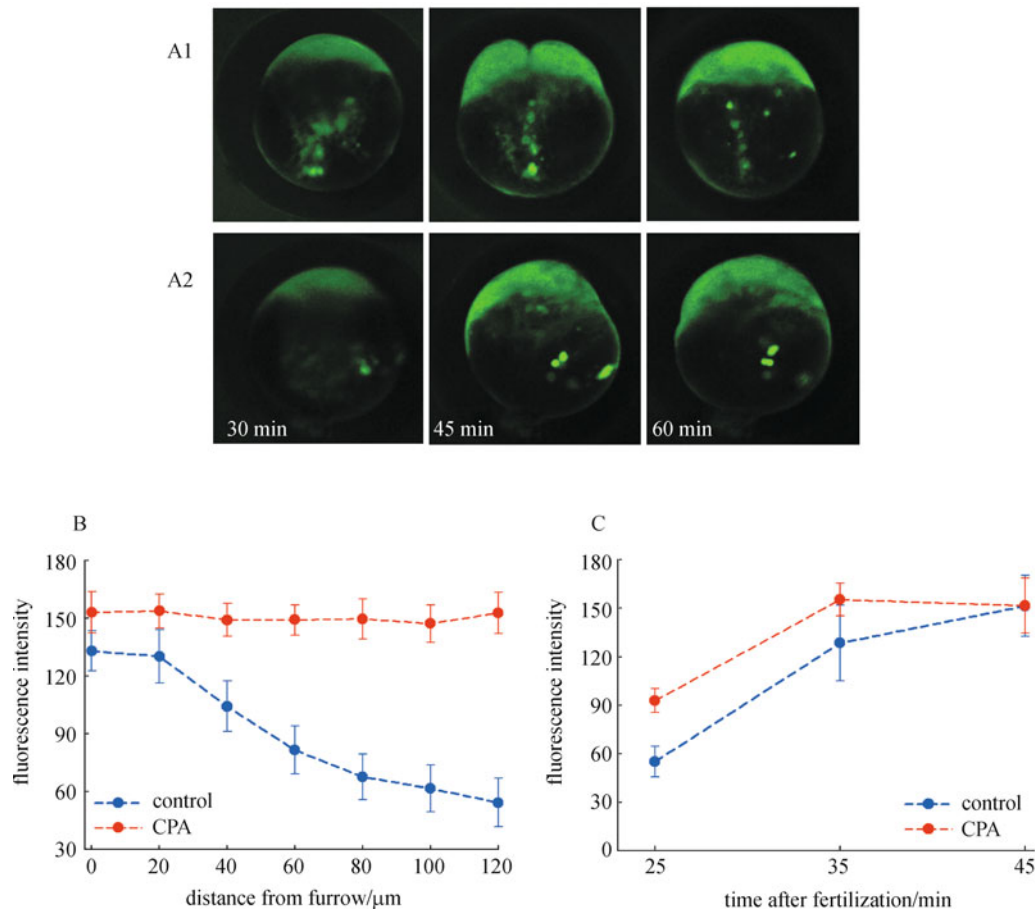 A1
A2
30 min 45 min 60 min
B
180
150
120
90
60
30
fluorescence intensity
control
CPA
0 20 40 60 80 100 120
distance from furrow/μm
C
180
150
120
90
60
30
0
fluorescence intensity
control
CPA
25 35 45
time after fertilization/min